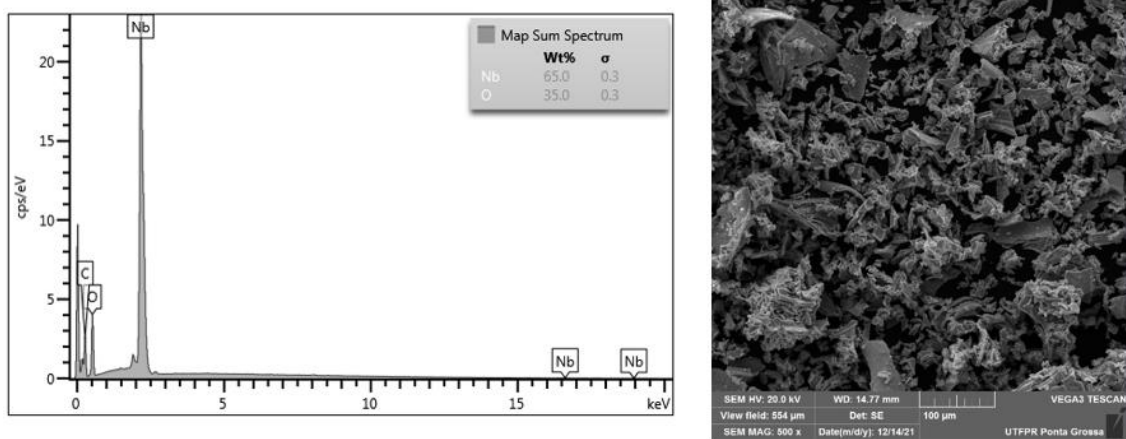 Nb
Map Sum Spectrum
Wt% σ
Nb 65.0 0.3
O 35.0 0.3
20
15
cps/eV
10
C
O
5
Nb Nb
0
0 5 10 15 keV
SEM HV: 20.0 kV WD: 14.77 mm VEGA3 TESCAN
View field: 554 µm Det: SE 100 µm
SEM MAG: 500 x Date(m/d/y): 12/14/21 UTFPR Ponta Grossa